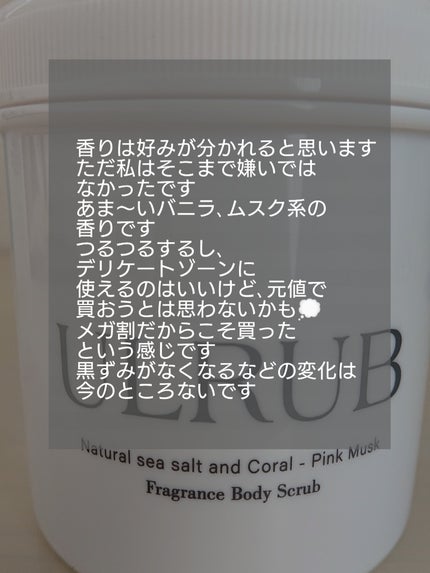 香りは好みが分かれると思います
ただ私はそこまで嫌いでは
なかったです
あま〜いバニラ、ムスク系の
香りです
つるつるするし、
デリケートゾーンに
使えるのはいいけど、元値で
買おうとは思わないかも💭
メガ割だからこそ買った
という感じです
黒ずみがなくなるなどの変化は
今のところないです
ULRUB
Natural sea salt and Coral - Pink Musk
Fragrance Body Scrub